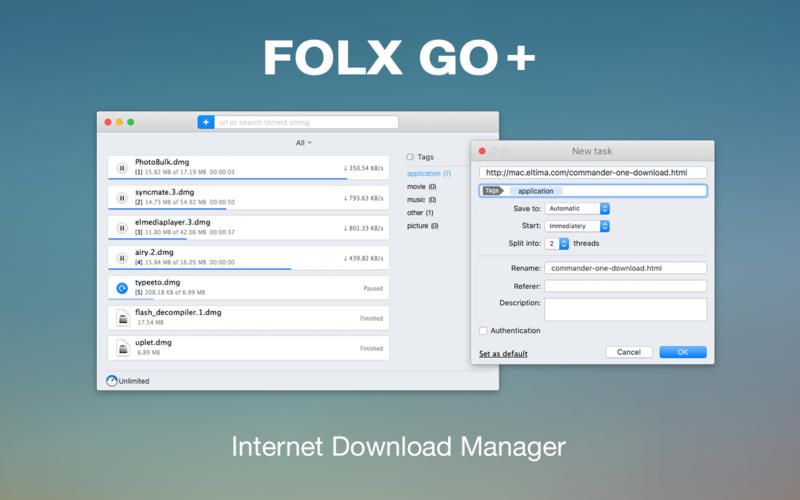 FOLX GO+
url or search torrent string
All
PhotoBulk.dmg
[1] 15.82 MB of 17.19 MB 00:00:03
↓ 350.54 KB/s
syncmate.3.dmg
[2] 14.73 MB of 54.92 MB 00:00:50
↓ 793.63 KB/s
elmediaplayer.3.dmg
[3] 11.80 MB of 42.06 MB 00:00:37
↓ 801.33 KB/s
airy.2.dmg
[4] 15.84 MB of 16.05 MB 00:00:00
↓ 439.82 KB/s
typeeto.dmg
[5] 208.18 KB of 6.99 MB
Paused
flash_decompiler.1.dmg
17.54 MB
Finished
uplet.dmg
6.89 MB
Finished
Unlimited
Tags
application (7)
movie (0)
music (0)
other (1)
picture (0)
New task
http://mac.eltima.com/commander-one-download.html
Tags application
Save to: Automatic
Start: Immediately
Split into: 2 threads
Rename: commander-one-download.html
Referer:
Description:
Authentication
Set as default
Cancel
OK
Internet Download Manager